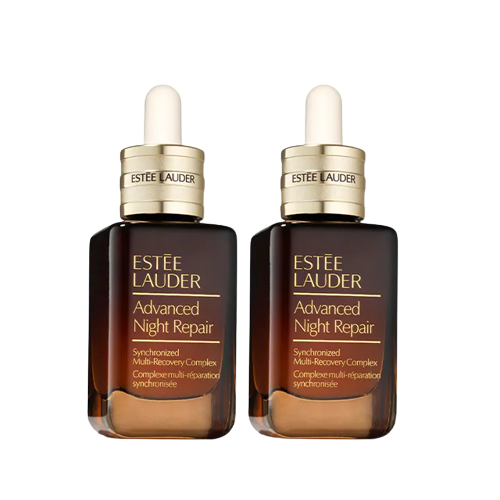 ESTĒE LAUDER
ESTĒE
LAUDER
Advanced
Night Repair
Synchronized
Multi-Recovery Complex
Complexe multi-réparation
synchronisée
ESTĒE LAUDER
ESTĒE
LAUDER
Advanced
Night Repair
Synchronized
Multi-Recovery Complex
Complexe multi-réparation
synchronisée